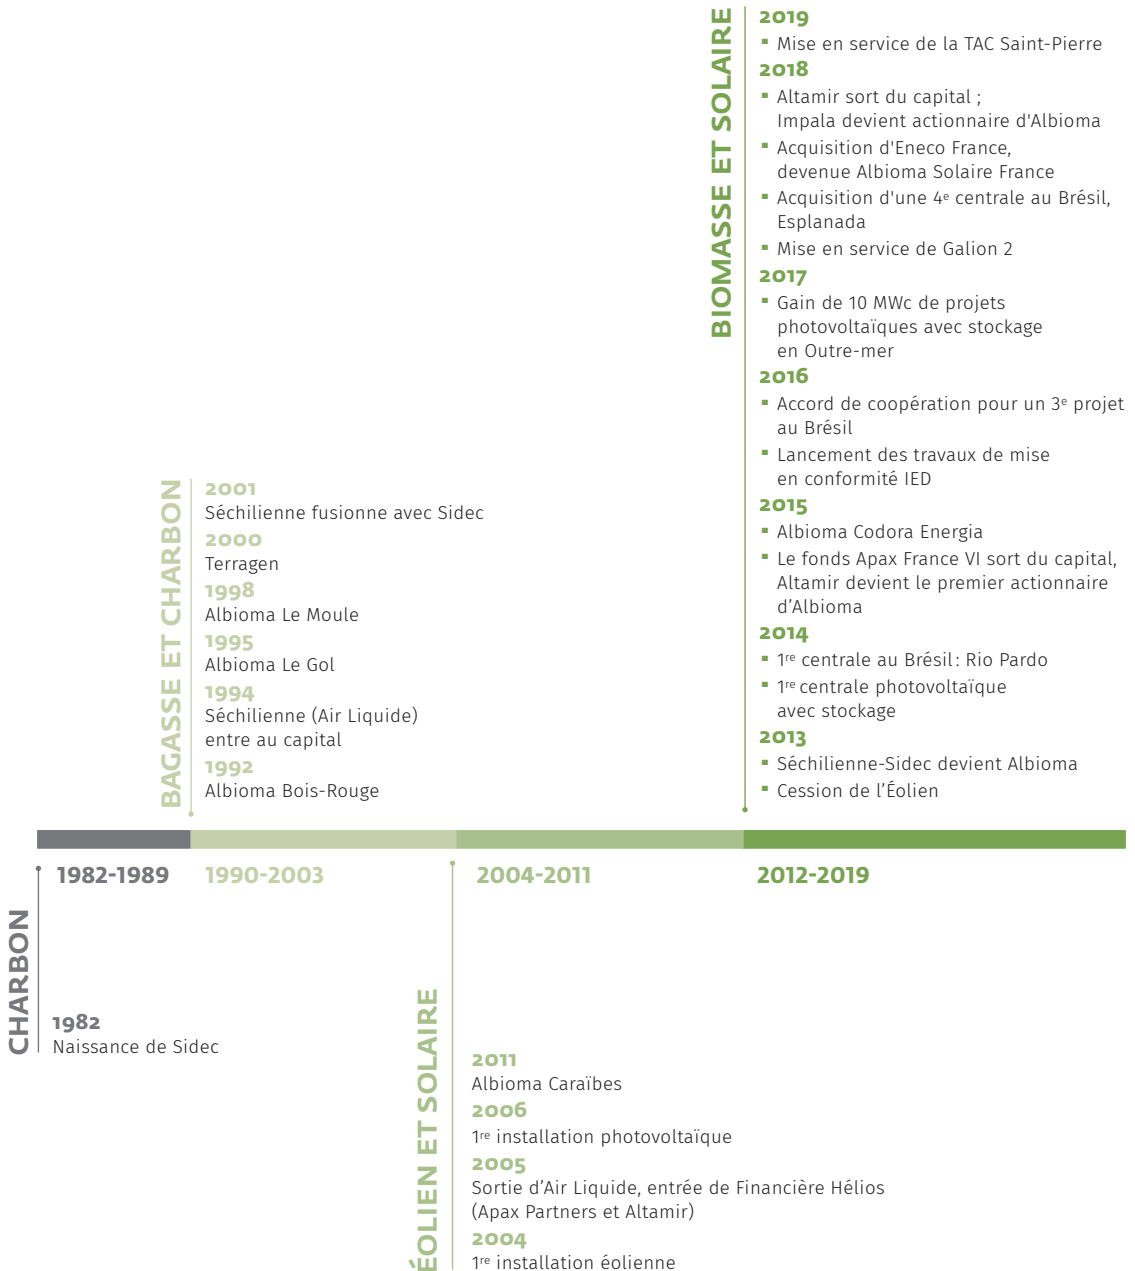 BIOMASSE ET SOLAIRE
2019
▪ Mise en service de la TAC Saint-Pierre
2018
▪ Altamir sort du capital ;
Impala devient actionnaire d'Albioma
▪ Acquisition d'Eneco France,
devenue Albioma Solaire France
▪ Acquisition d'une 4e centrale au Brésil,
Esplanada
▪ Mise en service de Galion 2
2017
▪ Gain de 10 MWc de projets
photovoltaïques avec stockage
en Outre-mer
2016
▪ Accord de coopération pour un 3e projet
au Brésil
▪ Lancement des travaux de mise
en conformité IED
2015
▪ Albioma Codora Energia
▪ Le fonds Apax France VI sort du capital,
Altamir devient le premier actionnaire
d’Albioma
2014
▪ 1re centrale au Brésil : Rio Pardo
▪ 1re centrale photovoltaïque
avec stockage
2013
▪ Séchilienne-Sidec devient Albioma
▪ Cession de l’Éolien
BAGASSE ET CHARBON
2001
Séchilienne fusionne avec Sidec
2000
Terragen
1998
Albioma Le Moule
1995
Albioma Le Gol
1994
Séchilienne (Air Liquide)
entre au capital
1992
Albioma Bois-Rouge
1982-1989
1990-2003
2004-2011
2012-2019
CHARBON
1982
Naissance de Sidec
ÉOLIEN ET SOLAIRE
2011
Albioma Caraïbes
2006
1re installation photovoltaïque
2005
Sortie d’Air Liquide, entrée de Financière Hélios
(Apax Partners et Altamir)
2004
1re installation éolienne